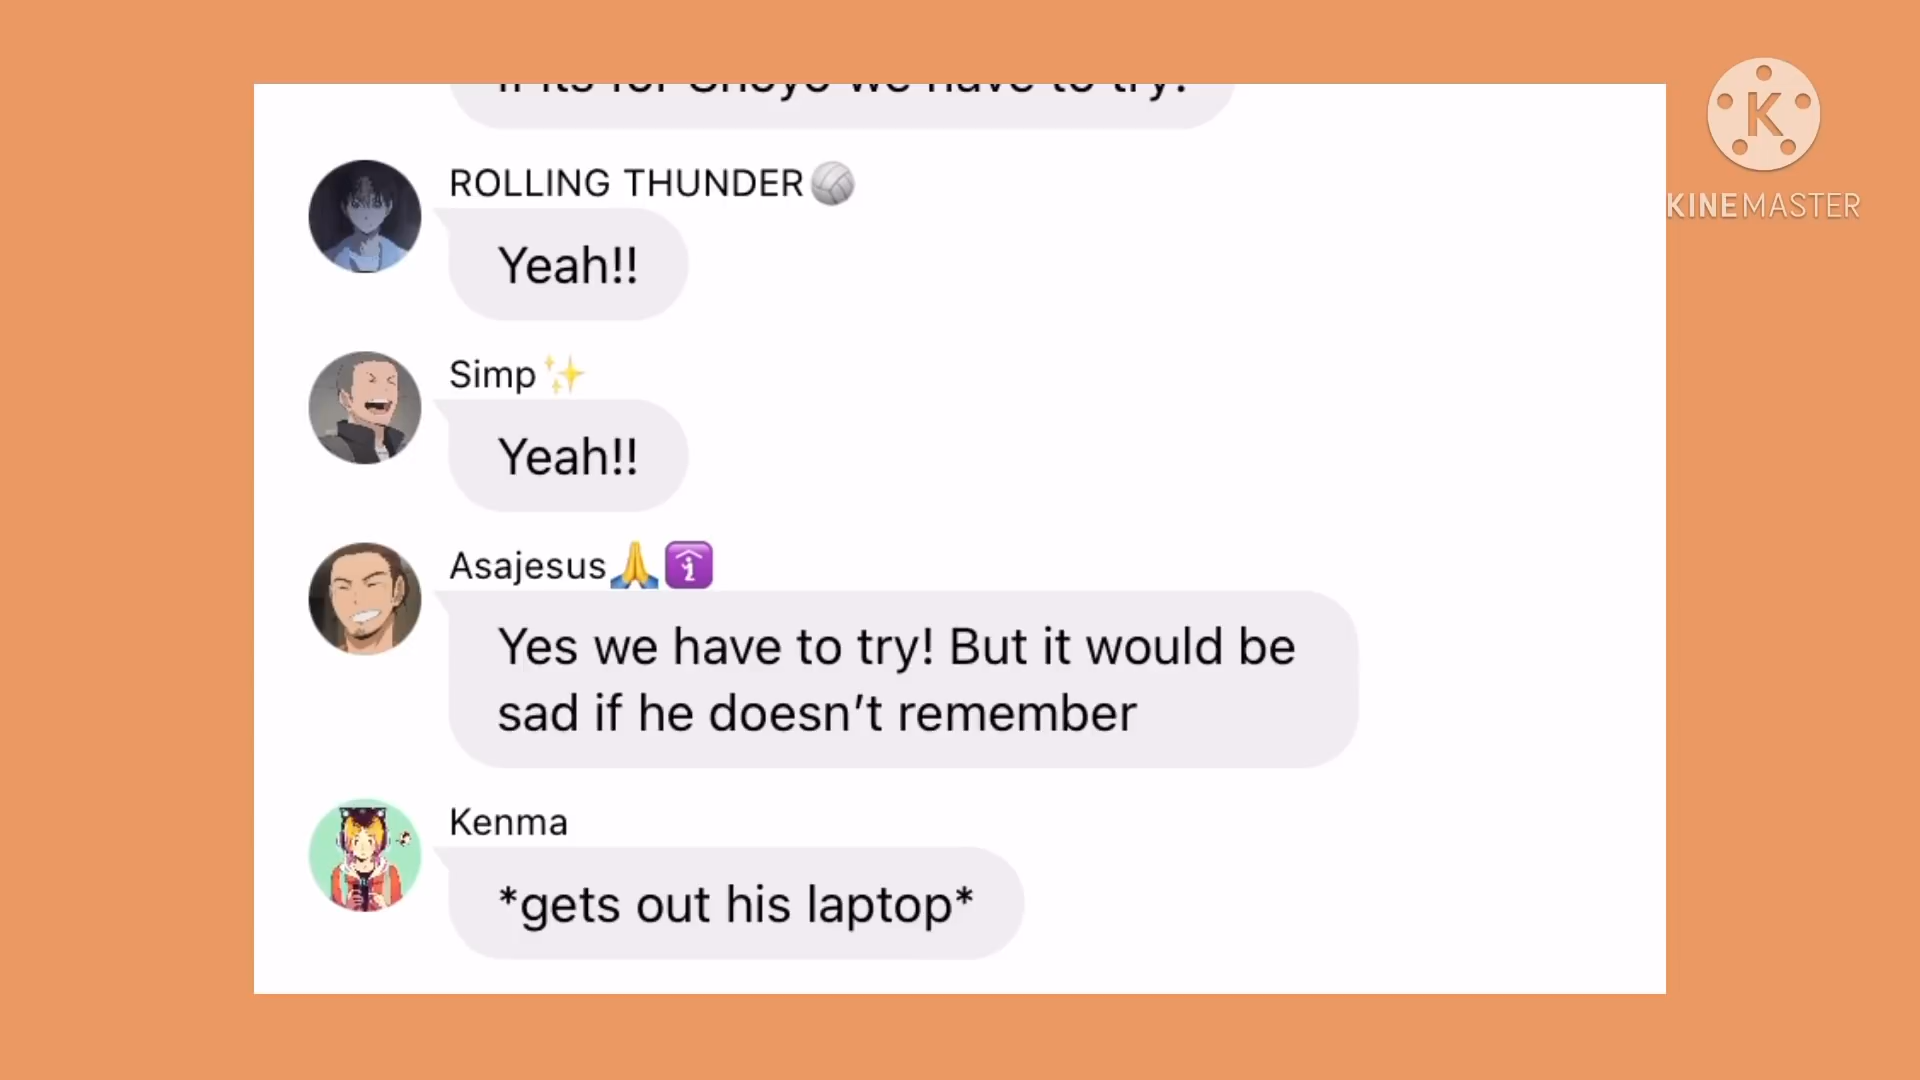 if its for Shoyo we have to try!
ROLLING THUNDER🏐
Yeah!!
Simp✨
Yeah!!
Asajesus🙏🛐
Yes we have to try! But it would be
sad if he doesn’t remember
Kenma
*gets out his laptop*
K
KINEMASTER